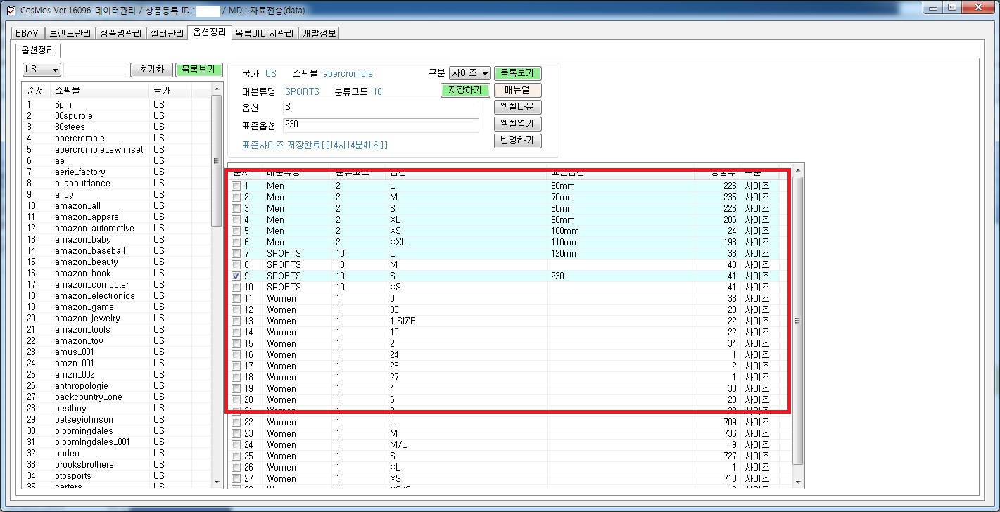 CosMos Ver.16096-데이터관리 / 상품등록 ID : / MD : 자료전송(data)
EBAY 브랜드관리 상품명관리 셀러관리 옵션정리 목록이미지관리 개발정보
옵션정리
US 초기화 목록보기
순서 쇼핑몰 국가
1 6pm US
2 80spurple US
3 80stees US
4 abercrombie US
5 abercrombie_swimset US
6 ae US
7 aerie_factory US
8 allaboutdance US
9 alloy US
10 amazon_all US
11 amazon_apparel US
12 amazon_automotive US
13 amazon_baby US
14 amazon_baseball US
15 amazon_beauty US
16 amazon_book US
17 amazon_computer US
18 amazon_electronics US
19 amazon_game US
20 amazon_jewelry US
21 amazon_tools US
22 amazon_toy US
23 amus_001 US
24 amzn_001 US
25 amzn_002 US
26 anthropologie US
27 backcountry_one US
28 bestbuy US
29 betseyjohnson US
30 bloomingdales US
31 bloomingdales_001 US
32 boden US
33 brooksbrothers US
34 btosports US
35 carters US
국가 US 쇼핑몰 abercrombie 구분 사이즈 목록보기
대분류명 SPORTS 분류코드 10 저장하기 매뉴얼
옵션 S 엑셀다운
표준옵션 230 엑셀열기
표준사이즈 저장완료[[14시14분41초]] 반영하기
순서 대분류명 분류코드 옵션 표준옵션 상품수 구분
1 Men 2 L 60mm 226 사이즈
2 Men 2 M 70mm 235 사이즈
3 Men 2 S 80mm 226 사이즈
4 Men 2 XL 90mm 206 사이즈
5 Men 2 XS 100mm 24 사이즈
6 Men 2 XXL 110mm 198 사이즈
7 SPORTS 10 L 120mm 38 사이즈
8 SPORTS 10 M 40 사이즈
9 SPORTS 10 S 230 41 사이즈
10 SPORTS 10 XS 41 사이즈
11 Women 1 0 33 사이즈
12 Women 1 00 28 사이즈
13 Women 1 1 SIZE 22 사이즈
14 Women 1 10 22 사이즈
15 Women 1 2 34 사이즈
16 Women 1 24 1 사이즈
17 Women 1 25 2 사이즈
18 Women 1 27 1 사이즈
19 Women 1 4 30 사이즈
20 Women 1 6 28 사이즈
21 Women 1 사이즈
22 Women 1 L 709 사이즈
23 Women 1 M 736 사이즈
24 Women 1 M/L 19 사이즈
25 Women 1 S 727 사이즈
26 Women 1 XL 1 사이즈
27 Women 1 XS 713 사이즈